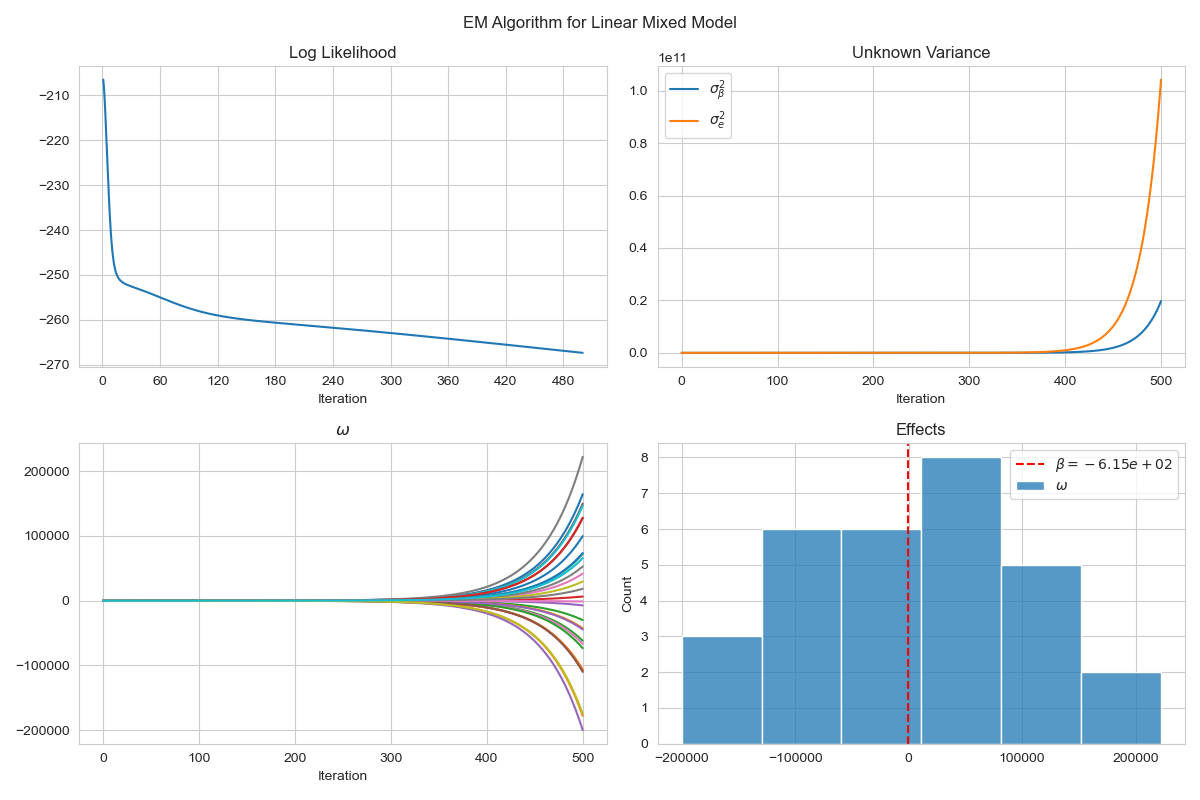 EM Algorithm for Linear Mixed Model
Log Likelihood
−210
−220
−230
−240
−250
−260
−270
0 60 120 180 240 300 360 420 480
Iteration
Unknown Variance
1e11
1.0
0.8
0.6
0.4
0.2
0.0
σ²_β
σ²_e
0 100 200 300 400 500
Iteration
ω
200000
100000
0
−100000
−200000
0 100 200 300 400 500
Iteration
Effects
Count
8
7
6
5
4
3
2
1
0
β = −6.15e + 02
ω
−200000 −100000 0 100000 200000